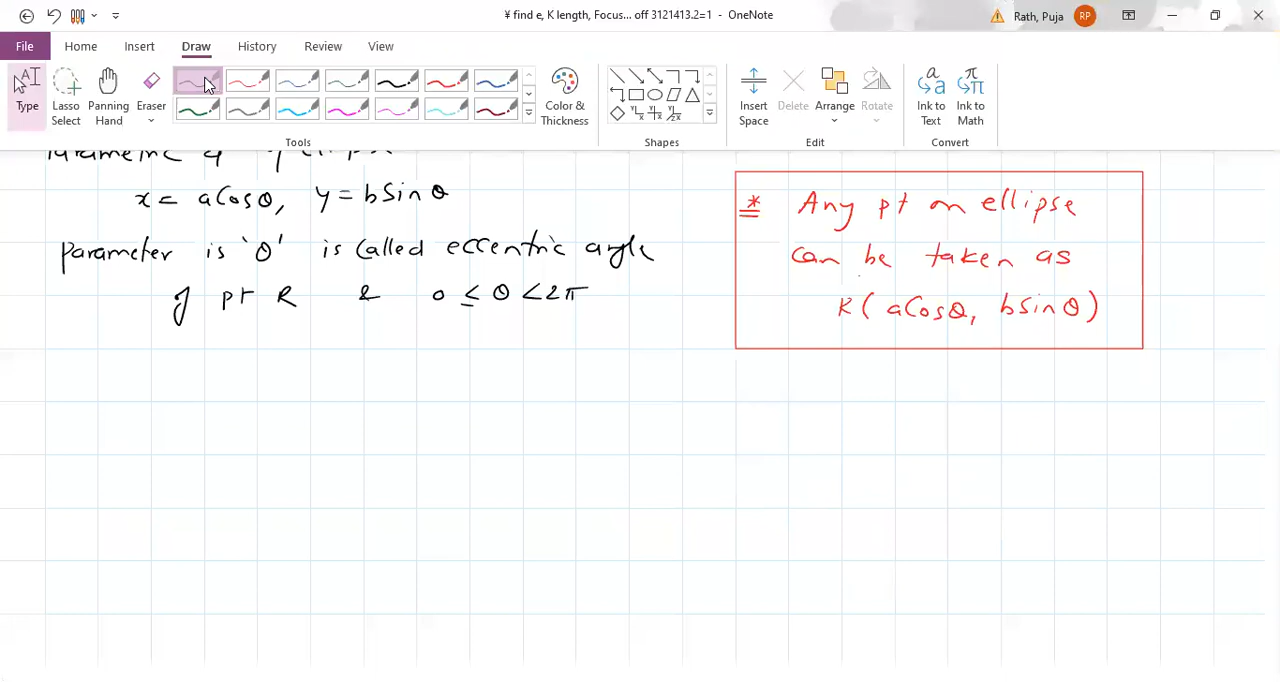 ¥ find e, K length, Focus... off 3121413.2=1 - OneNote
Rath, Puja RP
File Home Insert Draw History Review View
Type Lasso Select Panning Hand Eraser Color & Thickness Insert Space Delete Arrange Rotate Ink to Text Ink to Math
Tools Shapes Edit Convert
x = aCosθ, y = bSinθ
parameter is 'θ' is called eccentric angle
of pt R & 0 ≤ θ < 2π
* Any pt on ellipse
can be taken as
R( aCosθ, bSinθ)